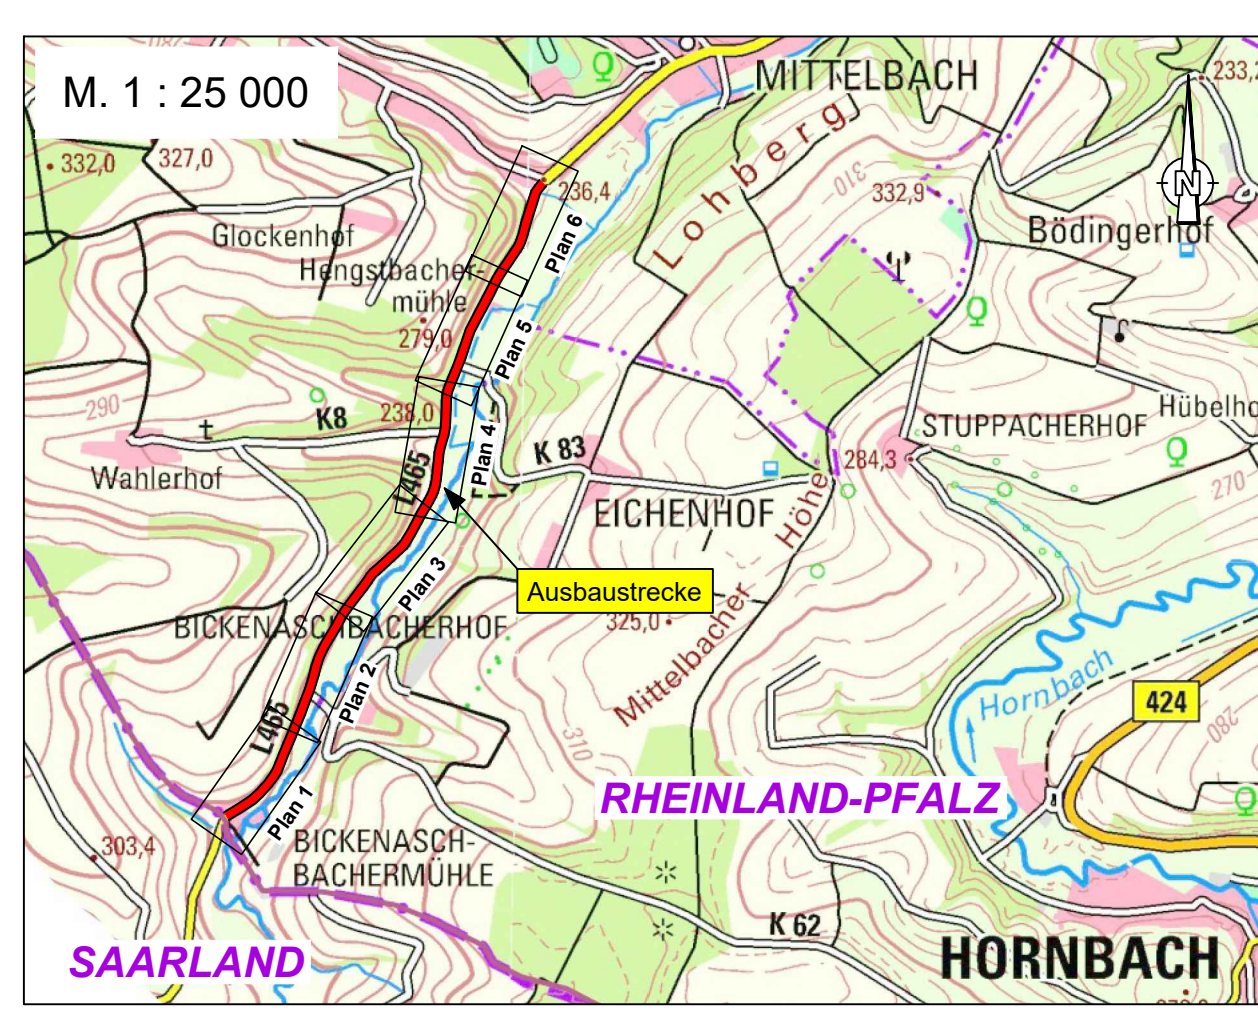 M. 1 : 25 000
MITTELBACH
233,2
332,0
327,0
236,4
Lohberg
310
332,9
N
Glockenhof
Bödingerhof
Hengstbacher-
mühle
279,0
Plan 6
Plan 5
290
K8
238,0
Wahlerhof
L465
Plan 4
K 83
284,3
STUPPACHERHOF
Hübelho
270
EICHENHOF
Mittelbacher Höhe
Ausbaustrecke
Plan 3
BICKENASCHBACHERHOF
325,0
Plan 2
L465
310
Hornbach
424
280
Plan 1
RHEINLAND-PFALZ
303,4
BICKENASCH-
BACHERMÜHLE
K 62
SAARLAND
HORNBACH